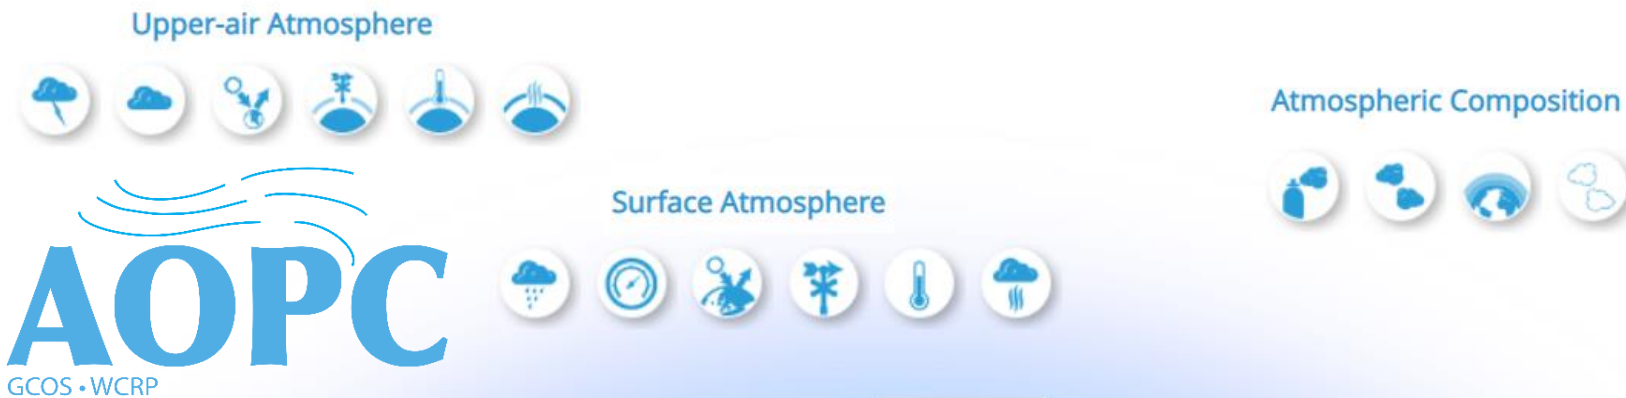 Upper-air Atmosphere
Atmospheric Composition
Surface Atmosphere
AOPC
GCOS • WCRP